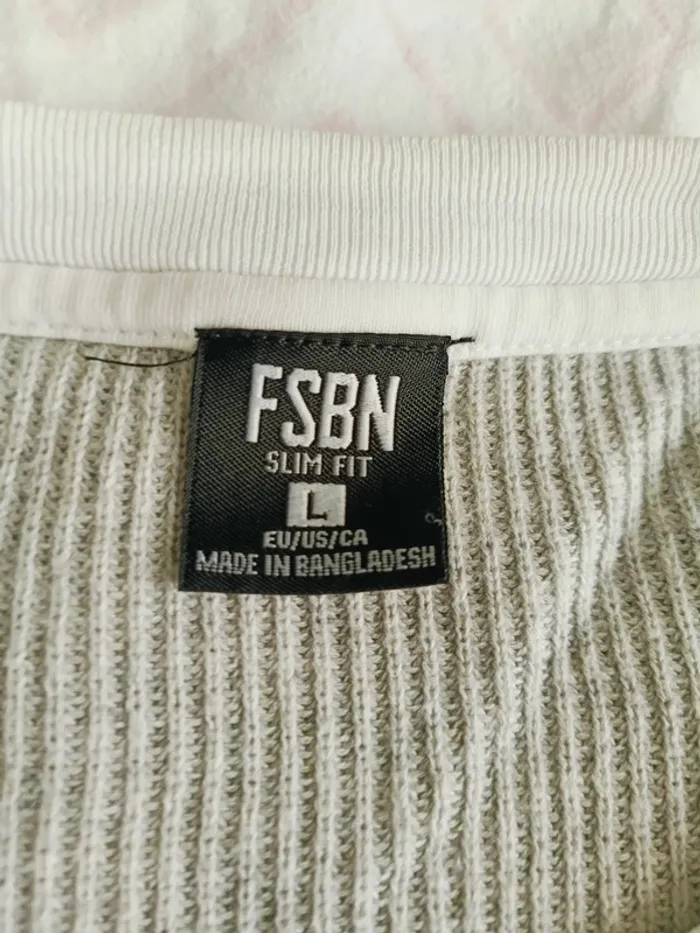 FSBN
SLIM FIT
L
EU/US/CA
MADE IN BANGLADESH